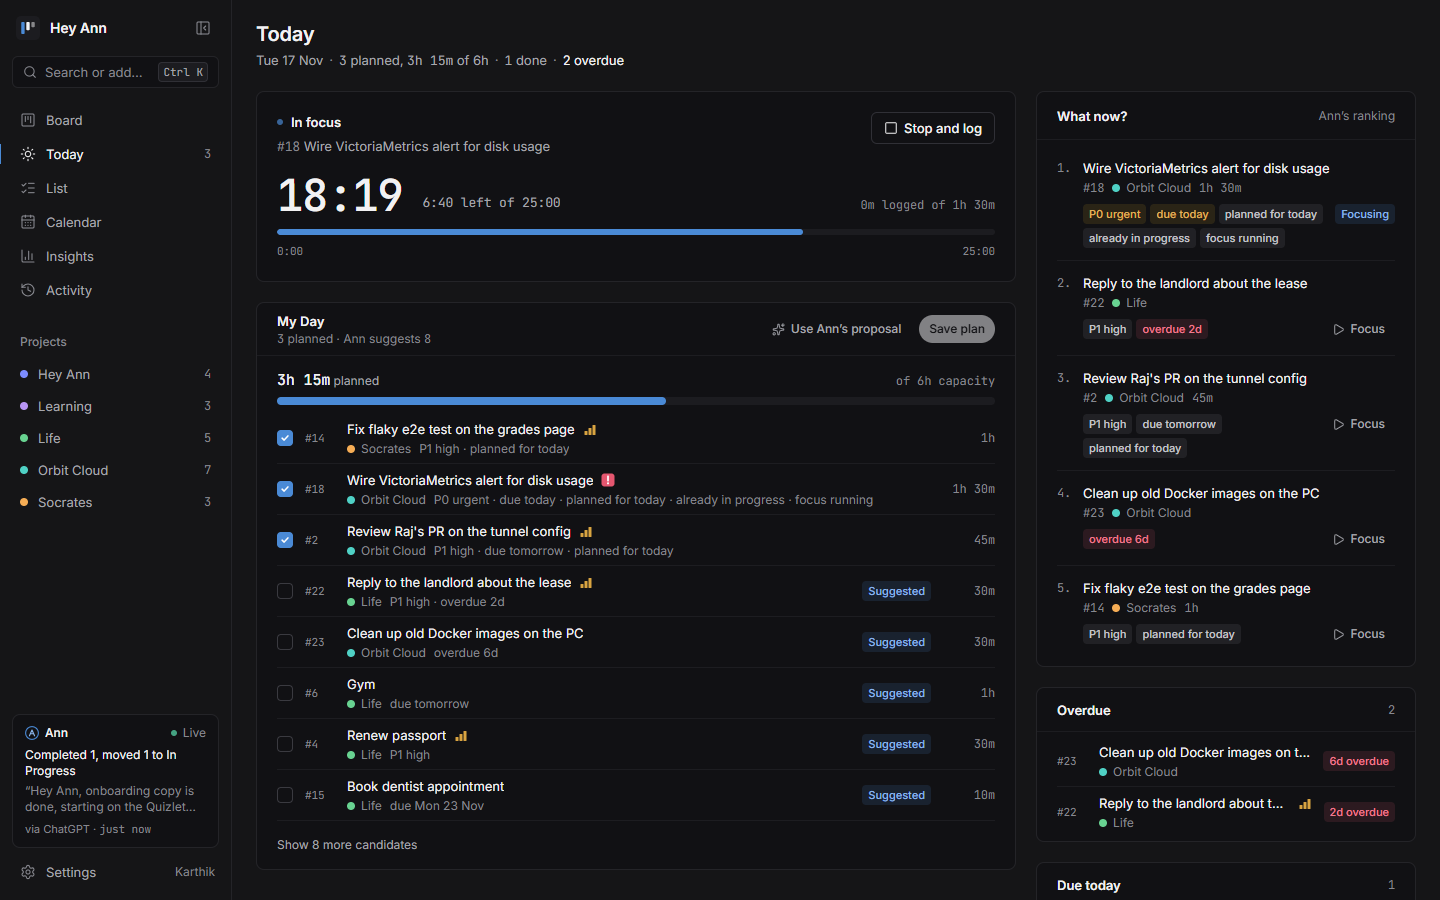 Hey Ann
Search or add... Ctrl K
Board
Today 3
List
Calendar
Insights
Activity
Projects
Hey Ann 4
Learning 3
Life 5
Orbit Cloud 7
Socrates 3
Ann Live
Completed 1, moved 1 to In
Progress
“Hey Ann, onboarding copy is
done, starting on the Quizlet...
via ChatGPT · just now
Settings Karthik
Today
Tue 17 Nov · 3 planned, 3h 15m of 6h · 1 done · 2 overdue
In focus
#18 Wire VictoriaMetrics alert for disk usage
Stop and log
18:19 6:40 left of 25:00 0m logged of 1h 30m
0:00 25:00
My Day
3 planned · Ann suggests 8
Use Ann's proposal
Save plan
3h 15m planned of 6h capacity
#14 Fix flaky e2e test on the grades page 1h
Socrates P1 high · planned for today
#18 Wire VictoriaMetrics alert for disk usage ! 1h 30m
Orbit Cloud P0 urgent · due today · planned for today · already in progress · focus running
#2 Review Raj's PR on the tunnel config 45m
Orbit Cloud P1 high · due tomorrow · planned for today
#22 Reply to the landlord about the lease Suggested 30m
Life P1 high · overdue 2d
#23 Clean up old Docker images on the PC Suggested 30m
Orbit Cloud overdue 6d
#6 Gym Suggested 1h
Life due tomorrow
#4 Renew passport Suggested 30m
Life P1 high
#15 Book dentist appointment Suggested 10m
Life due Mon 23 Nov
Show 8 more candidates
What now? Ann's ranking
1. Wire VictoriaMetrics alert for disk usage
#18 Orbit Cloud 1h 30m
P0 urgent due today planned for today Focusing
already in progress focus running
2. Reply to the landlord about the lease
#22 Life
P1 high overdue 2d Focus
3. Review Raj's PR on the tunnel config
#2 Orbit Cloud 45m
P1 high due tomorrow Focus
planned for today
4. Clean up old Docker images on the PC
#23 Orbit Cloud
overdue 6d Focus
5. Fix flaky e2e test on the grades page
#14 Socrates 1h
P1 high planned for today Focus
Overdue 2
#23 Clean up old Docker images on t... 6d overdue
Orbit Cloud
#22 Reply to the landlord about t... 2d overdue
Life
Due today 1